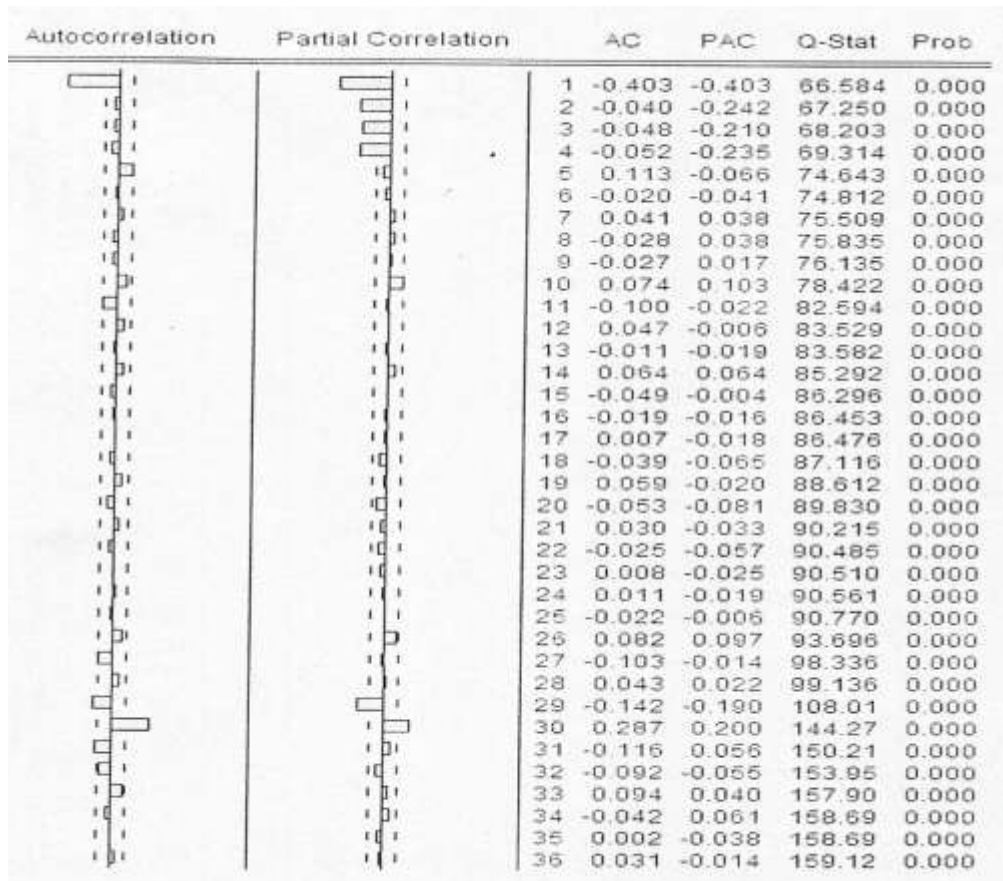 Autocorrelation Partial Correlation AC PAC Q-Stat Prob
1 -0.403 -0.403 66.584 0.000
2 -0.040 -0.242 67.250 0.000
3 -0.048 -0.210 68.203 0.000
4 -0.052 -0.235 69.314 0.000
5 0.113 -0.066 74.643 0.000
6 -0.020 -0.041 74.812 0.000
7 0.041 0.038 75.509 0.000
8 -0.028 0.038 75.835 0.000
9 -0.027 0.017 76.135 0.000
10 0.074 0.103 78.422 0.000
11 -0.100 -0.022 82.594 0.000
12 0.047 -0.006 83.529 0.000
13 -0.011 -0.019 83.582 0.000
14 0.064 0.064 85.292 0.000
15 -0.049 -0.004 86.296 0.000
16 -0.019 -0.016 86.453 0.000
17 0.007 -0.018 86.476 0.000
18 -0.039 -0.065 87.116 0.000
19 0.059 -0.020 88.612 0.000
20 -0.053 -0.081 89.830 0.000
21 0.030 -0.033 90.215 0.000
22 -0.025 -0.057 90.485 0.000
23 0.008 -0.025 90.510 0.000
24 0.011 -0.019 90.561 0.000
25 -0.022 -0.006 90.770 0.000
26 0.082 0.097 93.696 0.000
27 -0.103 -0.014 98.336 0.000
28 0.043 0.022 99.136 0.000
29 -0.142 -0.190 108.01 0.000
30 0.287 0.200 144.27 0.000
31 -0.116 0.056 150.21 0.000
32 -0.092 -0.055 153.95 0.000
33 0.094 0.040 157.90 0.000
34 -0.042 0.061 158.69 0.000
35 0.002 -0.038 158.69 0.000
36 0.031 -0.014 159.12 0.000